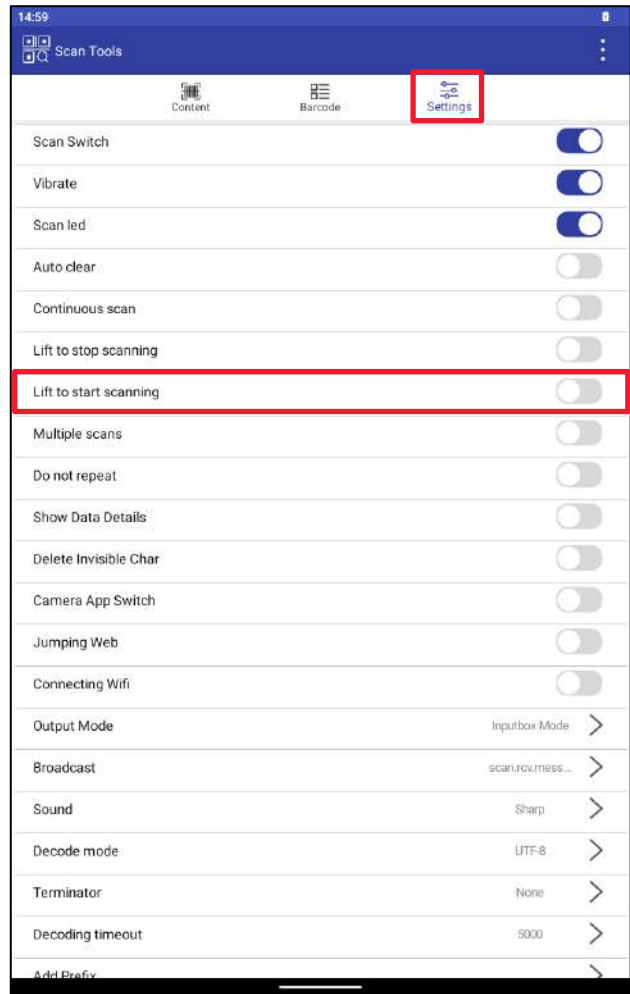 14:59
Scan Tools
Content Barcode Settings
Scan Switch
Vibrate
Scan led
Auto clear
Continuous scan
Lift to stop scanning
Lift to start scanning
Multiple scans
Do not repeat
Show Data Details
Delete Invisible Char
Camera App Switch
Jumping Web
Connecting Wifi
Output Mode Inputbox Mode
Broadcast scan.rcv.mess...
Sound Sharp
Decode mode UTF-8
Terminator None
Decoding timeout 5000
Add Prefix